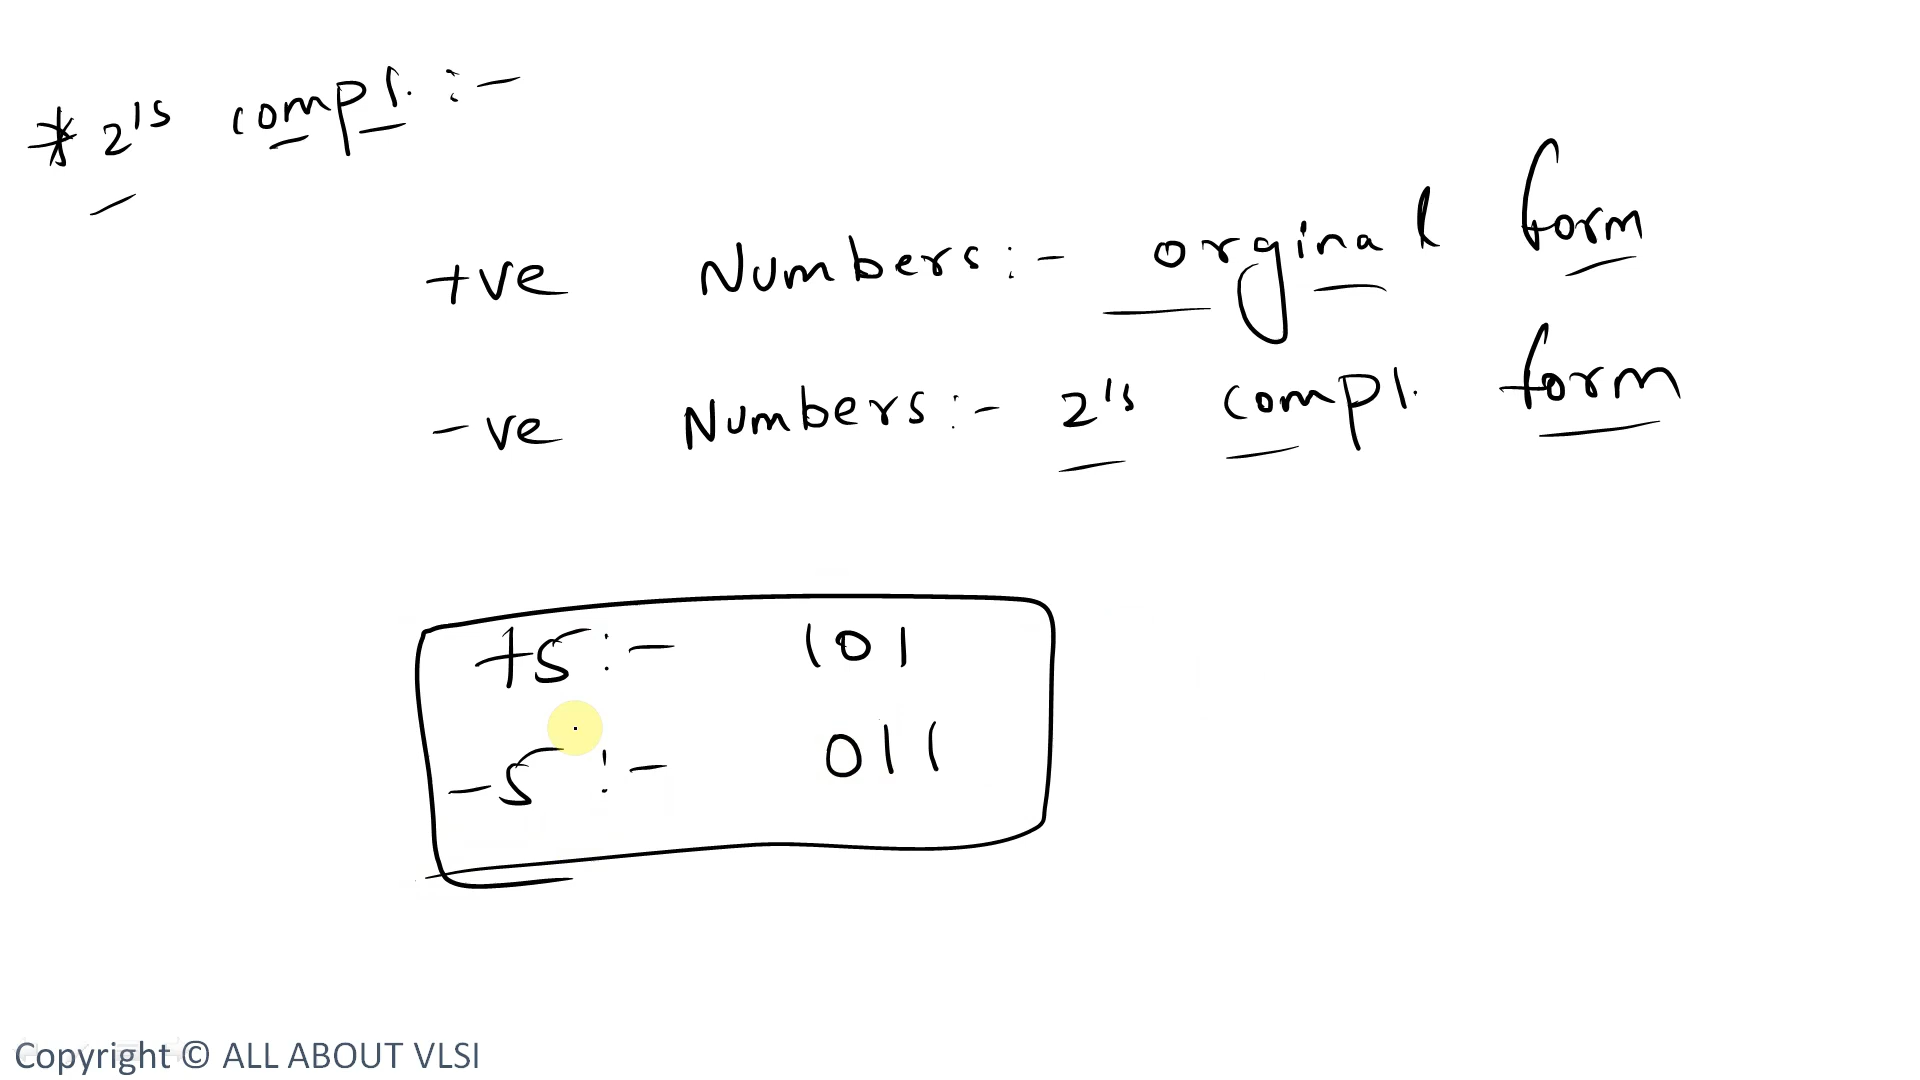 * 2's compl. :-
+ve Numbers :- orginal form
-ve Numbers :- 2's compl. form
+5 :- 101
-5 :- 011
Copyright © ALL ABOUT VLSI